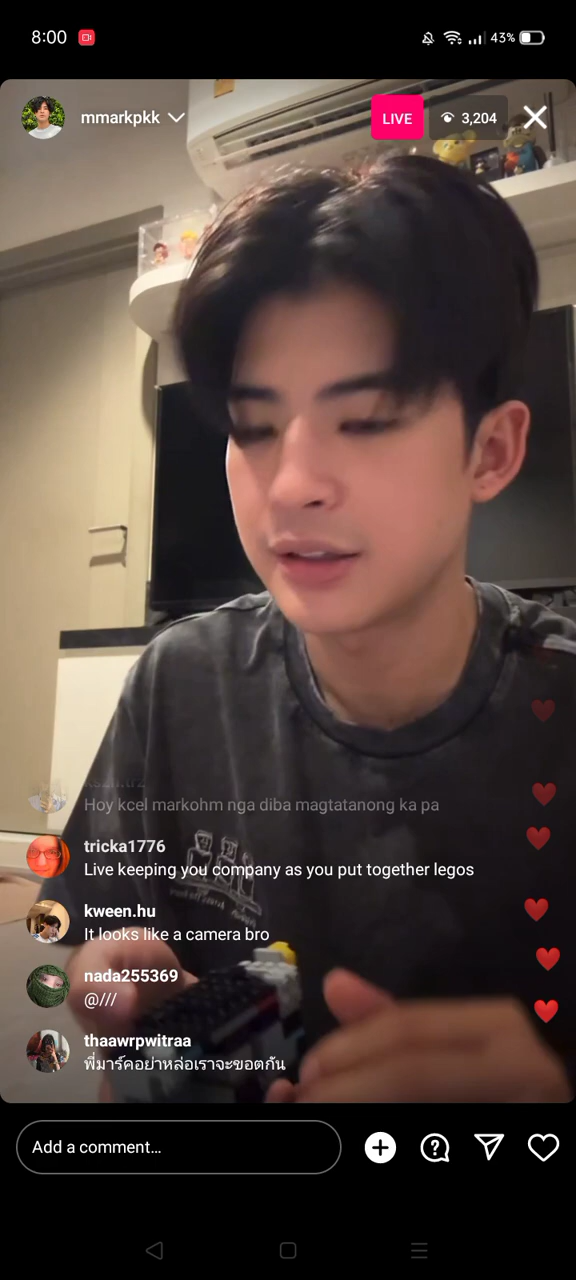 8:00
43%
mmarkpkk
LIVE
3,204
Hoy kcel markohm nga diba magtatanong ka pa
tricka1776
Live keeping you company as you put together legos
kween.hu
It looks like a camera bro
nada255369
@///
thaawrpwitraa
พี่มาร์คอย่าหล่อเราจะขอตกัน
Add a comment...